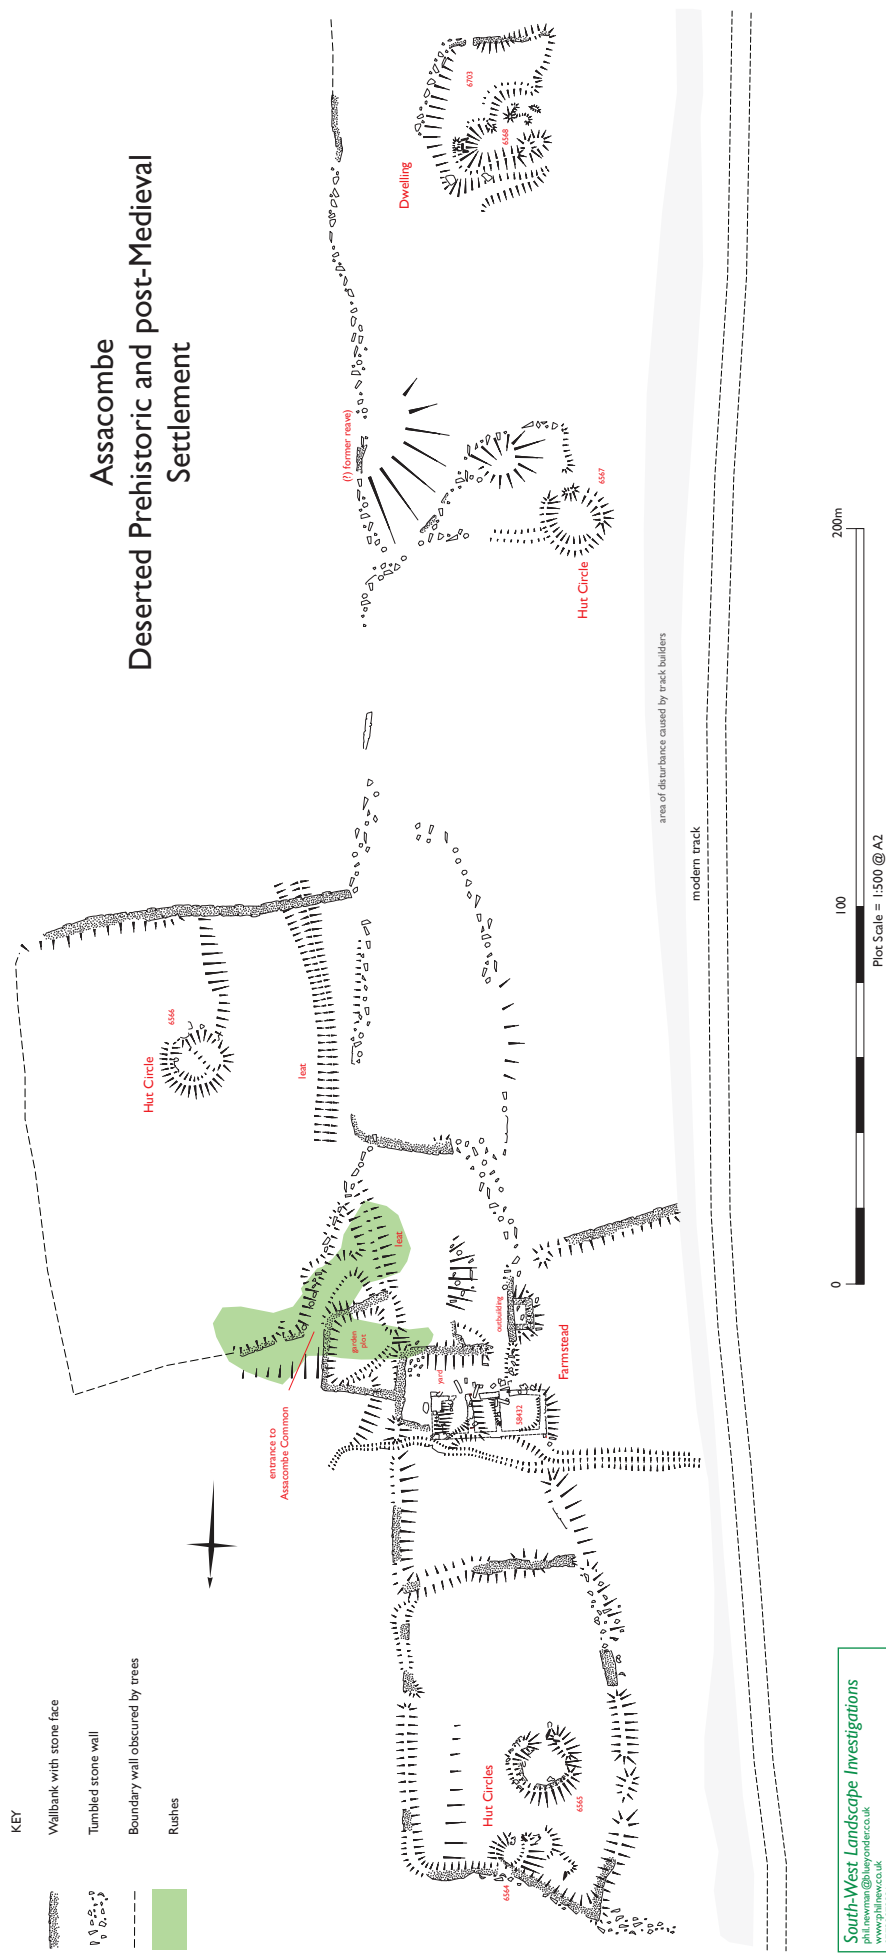 Assacombe
Deserted Prehistoric and post-Medieval
Settlement
KEY
Wallbank with stone face
Tumbled stone wall
Boundary wall obscured by trees
Rushes
Hut Circle
6566
leat
entrance to
Assacombe Common
garden
plot
leat
yard
outbuilding
58432
Farmstead
Hut Circles
6564
6565
(?) former reave)
Hut Circle
6567
Dwelling
6703
6568
area of disturbance caused by track builders
modern track
0
100
200m
Plot Scale = 1:500 @ A2
South-West Landscape Investigations
phil.newman@blueyonder.co.uk
www.philnew.co.uk